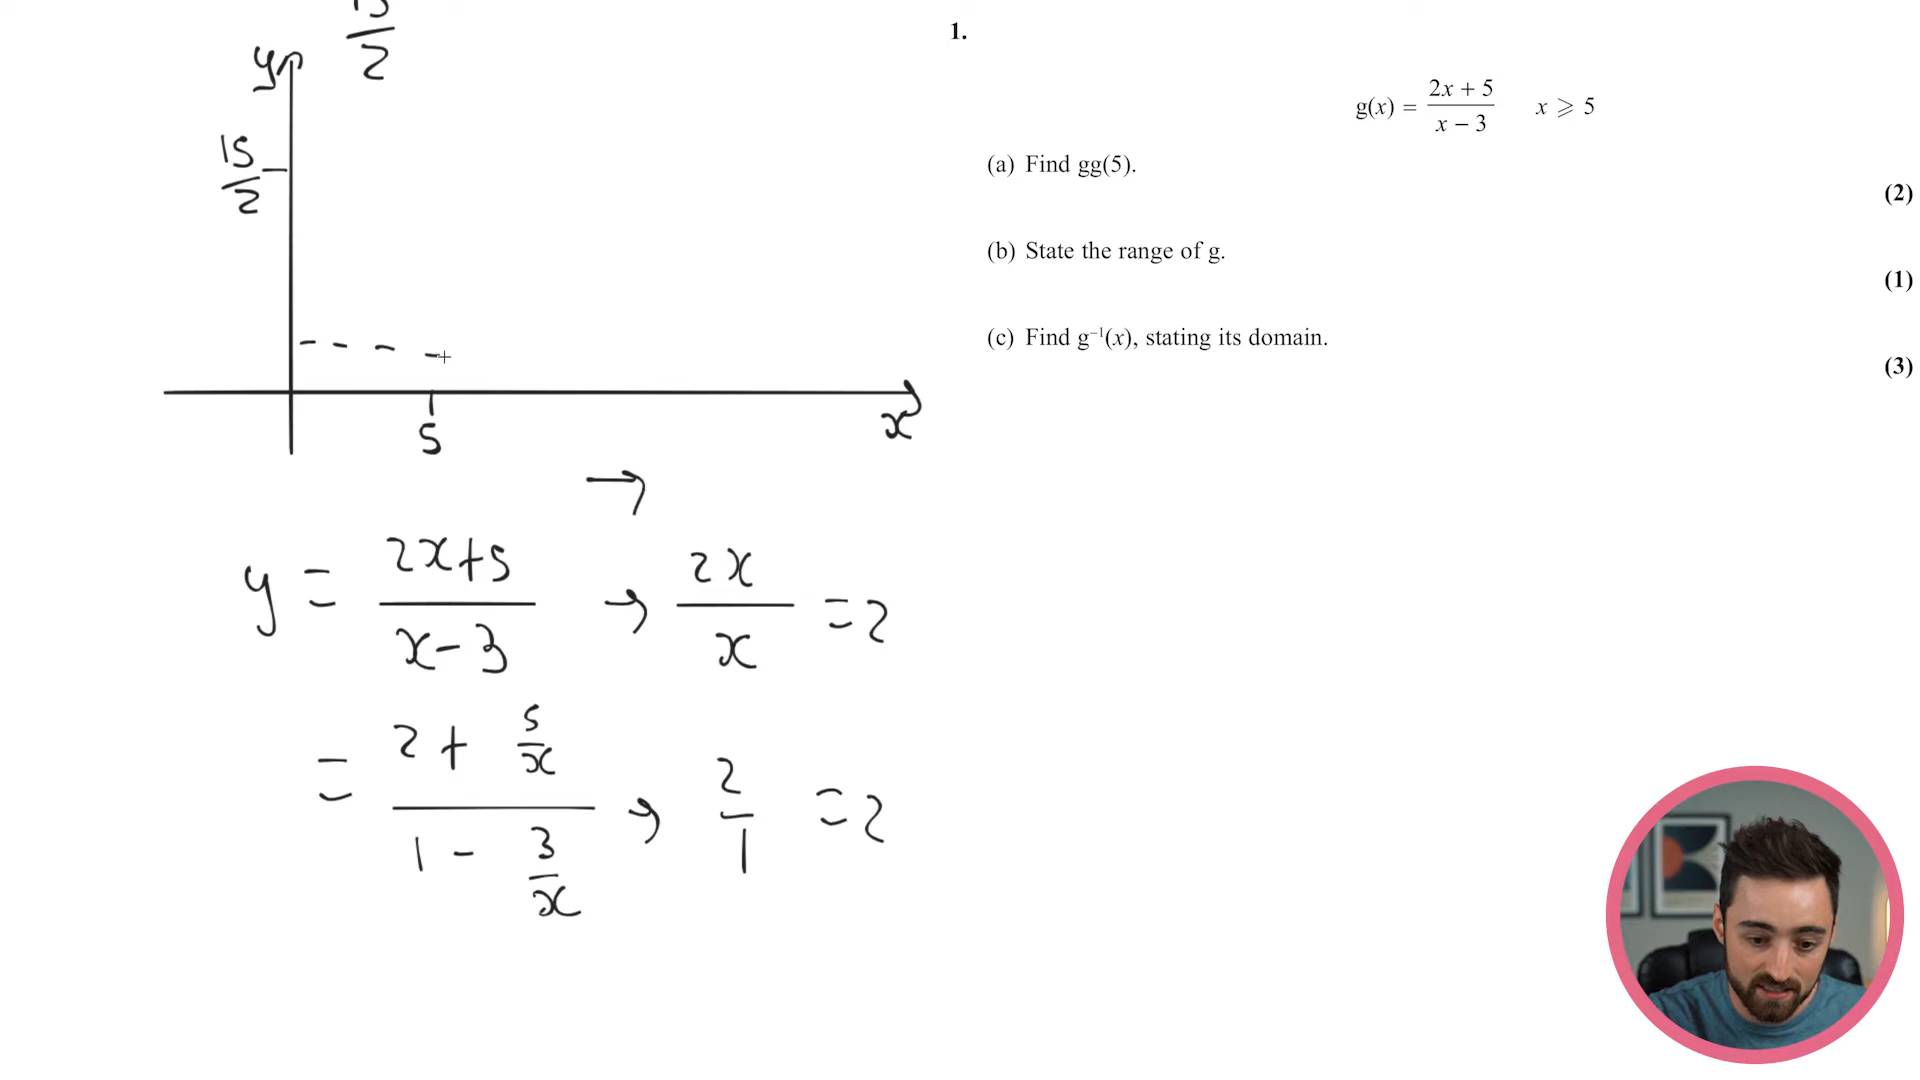 15/2
y
15/2
5
x
→
y = (2x+5)/(x-3) → 2x/x = 2
= (2 + 5/x)/(1 - 3/x) → 2/1 = 2
1.
g(x) = (2x + 5)/(x − 3) x ⩾ 5
(a) Find gg(5).
(2)
(b) State the range of g.
(1)
(c) Find g⁻¹(x), stating its domain.
(3)